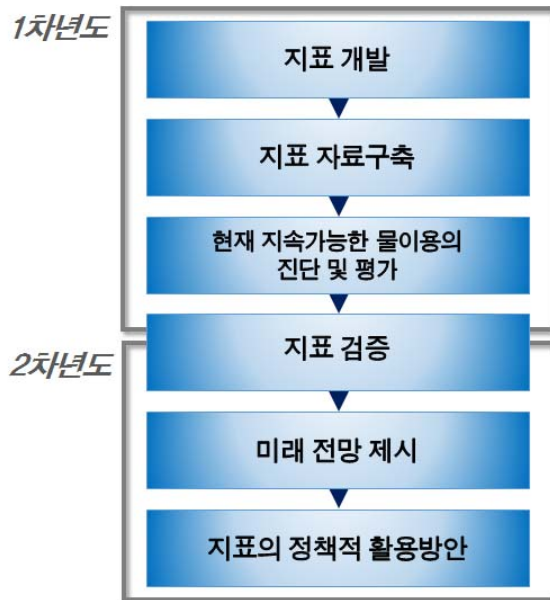 1차년도
지표 개발
지표 자료구축
현재 지속가능한 물이용의
진단 및 평가
지표 검증
2차년도
미래 전망 제시
지표의 정책적 활용방안